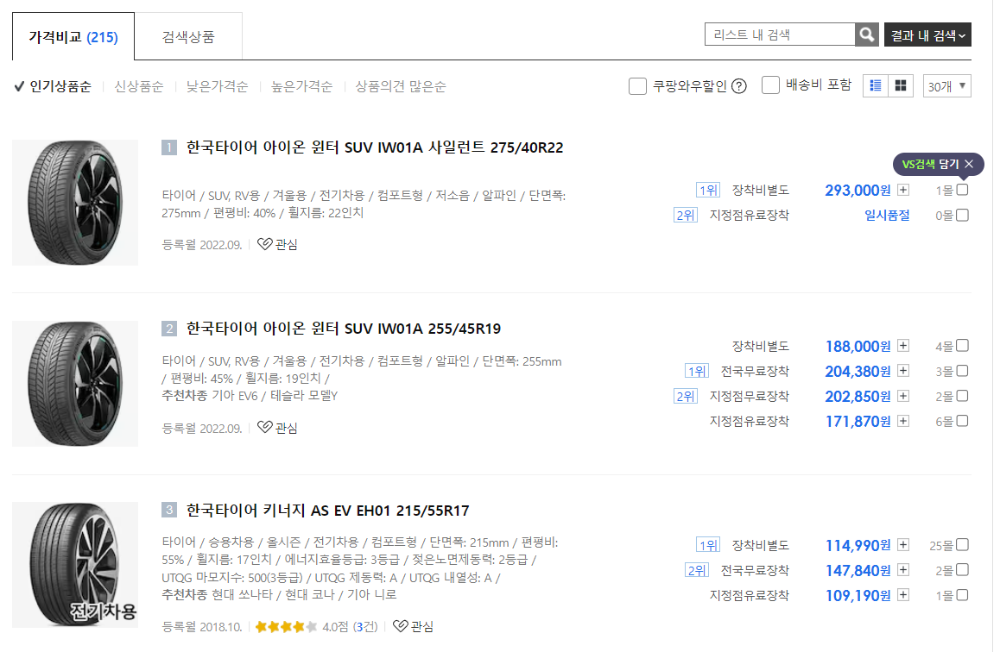 가격비교 (215)
검색상품
리스트 내 검색
결과 내 검색
인기상품순
신상품순
낮은가격순
높은가격순
상품의견 많은순
쿠팡와우할인 ?
배송비 포함
30개 ▼
1 한국타이어 아이온 윈터 SUV IW01A 사일런트 275/40R22
VS검색 담기 ×
타이어 / SUV, RV용 / 겨울용 / 전기차용 / 컴포트형 / 저소음 / 알파인 / 단면폭:
275mm / 편평비: 40% / 휠지름: 22인치
등록월 2022.09. 관심
1위 장착비별도 293,000원 + 1몰
2위 지정점유료장착 일시품절 0몰
2 한국타이어 아이온 윈터 SUV IW01A 255/45R19
타이어 / SUV, RV용 / 겨울용 / 전기차용 / 컴포트형 / 알파인 / 단면폭: 255mm
/ 편평비: 45% / 휠지름: 19인치 /
추천차종 기아 EV6 / 테슬라 모델Y
등록월 2022.09. 관심
장착비별도 188,000원 + 4몰
1위 전국무료장착 204,380원 + 3몰
2위 지정점무료장착 202,850원 + 2몰
지정점유료장착 171,870원 + 6몰
전기차용
3 한국타이어 키너지 AS EV EH01 215/55R17
타이어 / 승용차용 / 올시즌 / 전기차용 / 컴포트형 / 단면폭: 215mm / 편평비:
55% / 휠지름: 17인치 / 에너지효율등급: 3등급 / 젖은노면제동력: 2등급 /
UTQG 마모지수: 500(3등급) / UTQG 제동력: A / UTQG 내열성: A /
추천차종 현대 쏘나타 / 현대 코나 / 기아 니로
등록월 2018.10. 4.0점 (3건) 관심
1위 장착비별도 114,990원 + 25몰
2위 전국무료장착 147,840원 + 2몰
지정점유료장착 109,190원 + 1몰